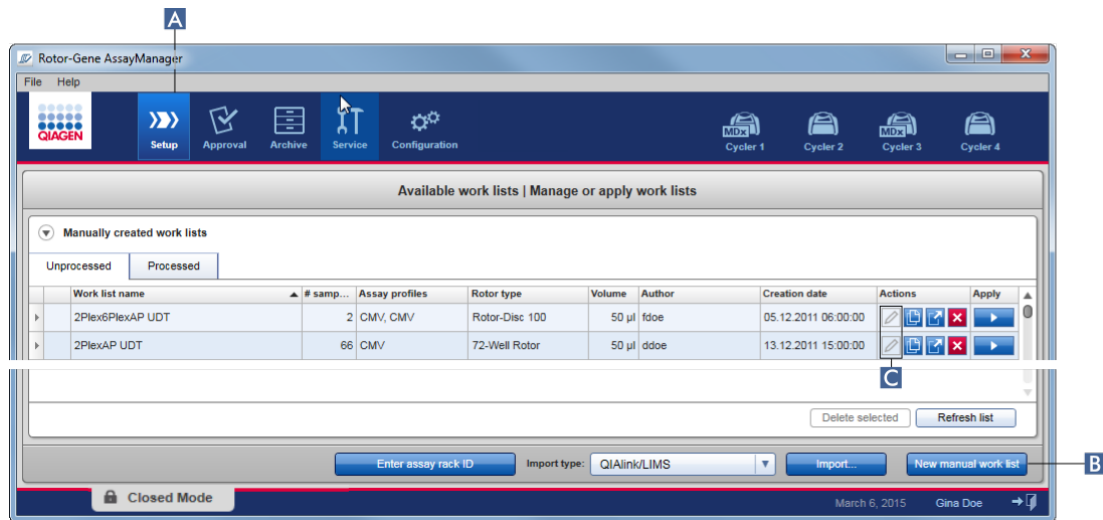 A
Rotor-Gene AssayManager
File Help
QIAGEN
Setup Approval Archive Service Configuration
MDx Cycler 1 Cycler 2 MDx Cycler 3 Cycler 4
Available work lists | Manage or apply work lists
Manually created work lists
Unprocessed Processed
Work list name # samp... Assay profiles Rotor type Volume Author Creation date Actions Apply
2Plex6PlexAP UDT 2 CMV, CMV Rotor-Disc 100 50 µl fdoe 05.12.2011 06:00:00
2PlexAP UDT 66 CMV 72-Well Rotor 50 µl ddoe 13.12.2011 15:00:00
C
Delete selected Refresh list
Enter assay rack ID Import type: QIAlink/LIMS Import... New manual work list B
Closed Mode March 6, 2015 Gina Doe